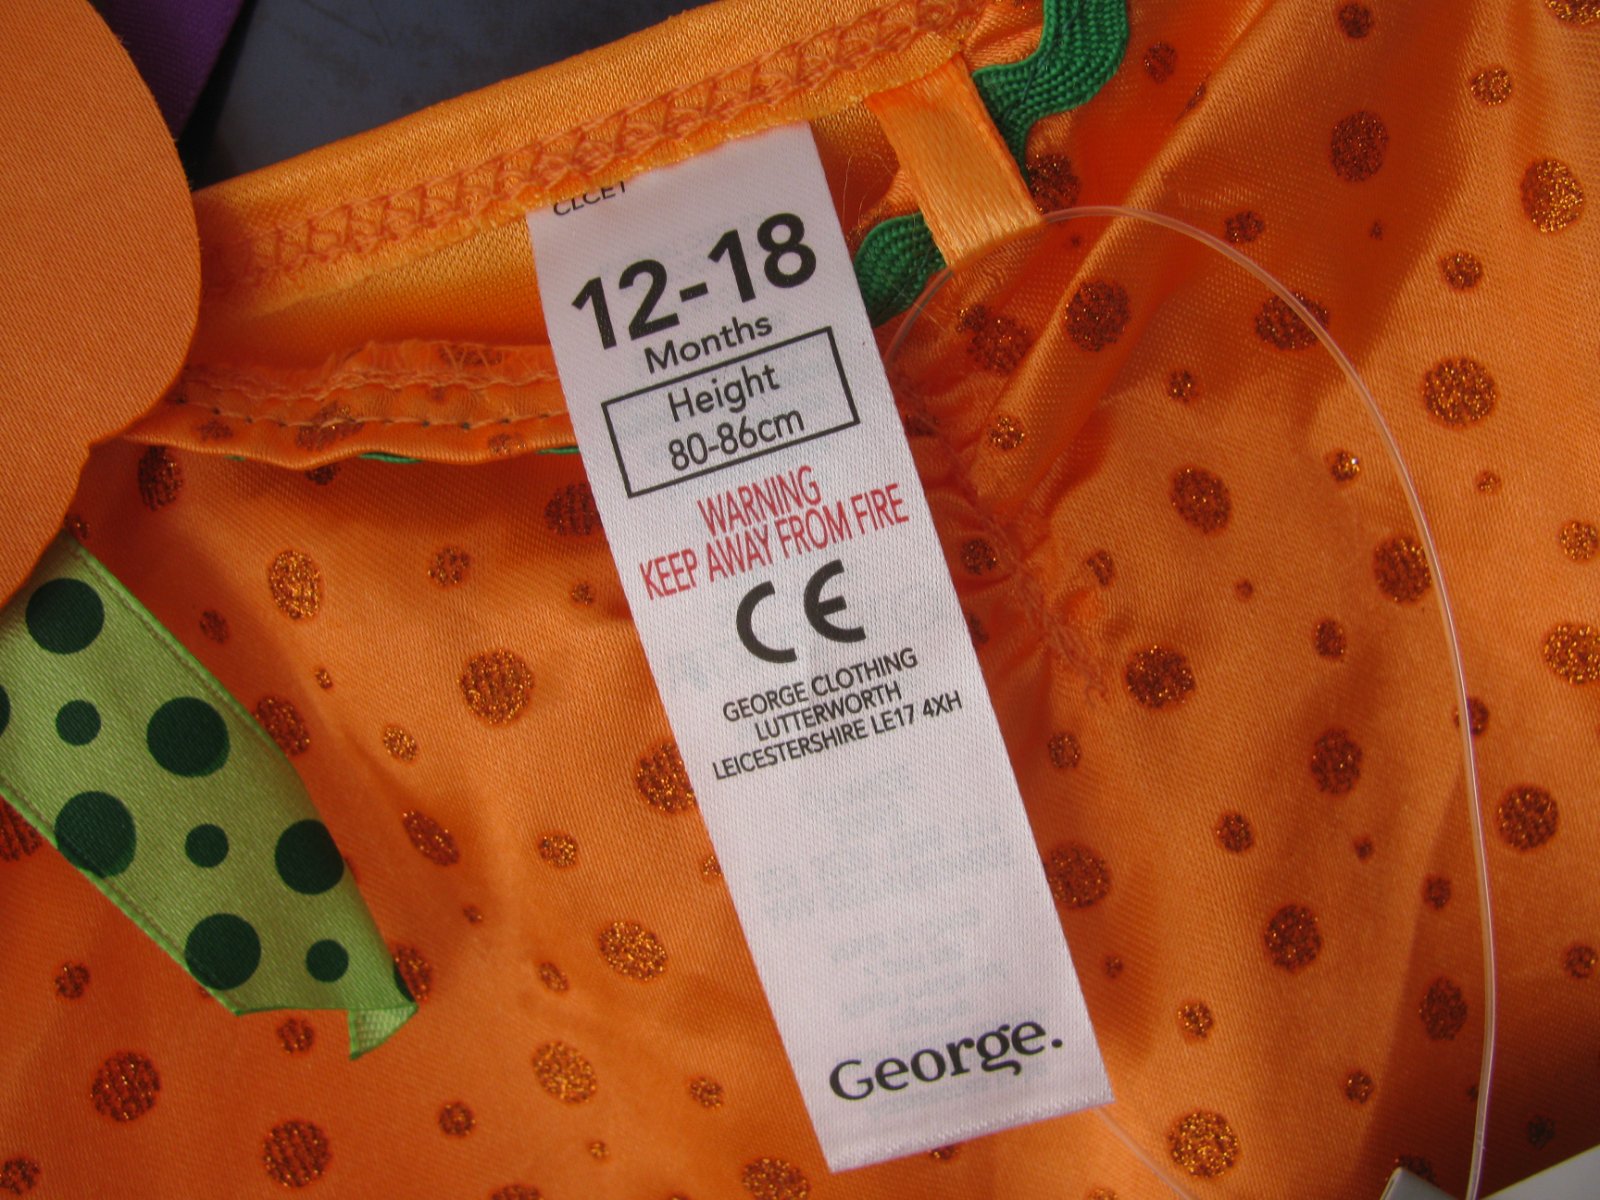 CLCET
12-18
Months
Height
80-86cm
WARNING
KEEP AWAY FROM FIRE
CE
GEORGE CLOTHING
LUTTERWORTH
LEICESTERSHIRE LE17 4XH
George.